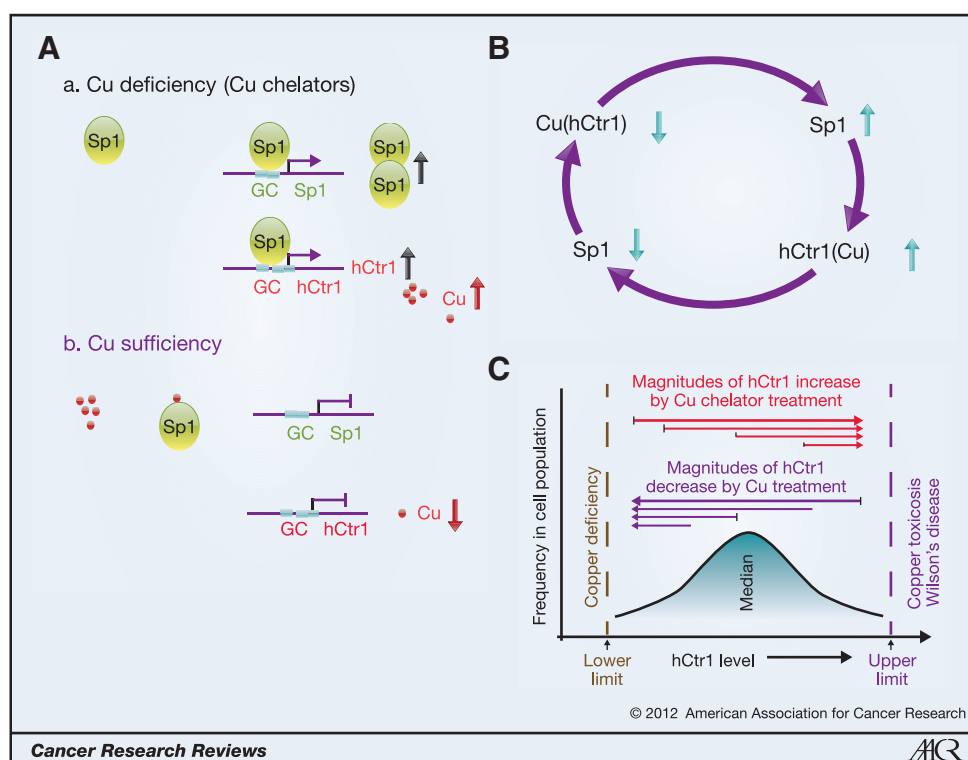 A
a. Cu deficiency (Cu chelators)
Sp1
Sp1
GC Sp1
Sp1
Sp1
Sp1
GC hCtr1
hCtr1
Cu
b. Cu sufficiency
Sp1
GC Sp1
GC hCtr1
Cu
B
Cu(hCtr1)
Sp1
Sp1
hCtr1(Cu)
C
Frequency in cell population
Copper deficiency
Magnitudes of hCtr1 increase
by Cu chelator treatment
Magnitudes of hCtr1
decrease by Cu treatment
Median
Copper toxicosis
Wilson's disease
Lower
limit
hCtr1 level
Upper
limit
© 2012 American Association for Cancer Research
Cancer Research Reviews
AACR